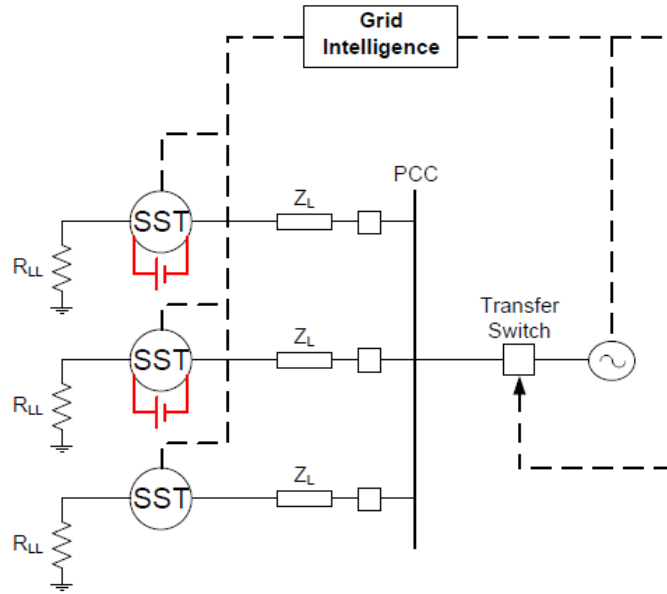 Grid
Intelligence
PCC
SST
Z_L
R_LL
Transfer
Switch
SST
Z_L
R_LL
SST
Z_L
R_LL